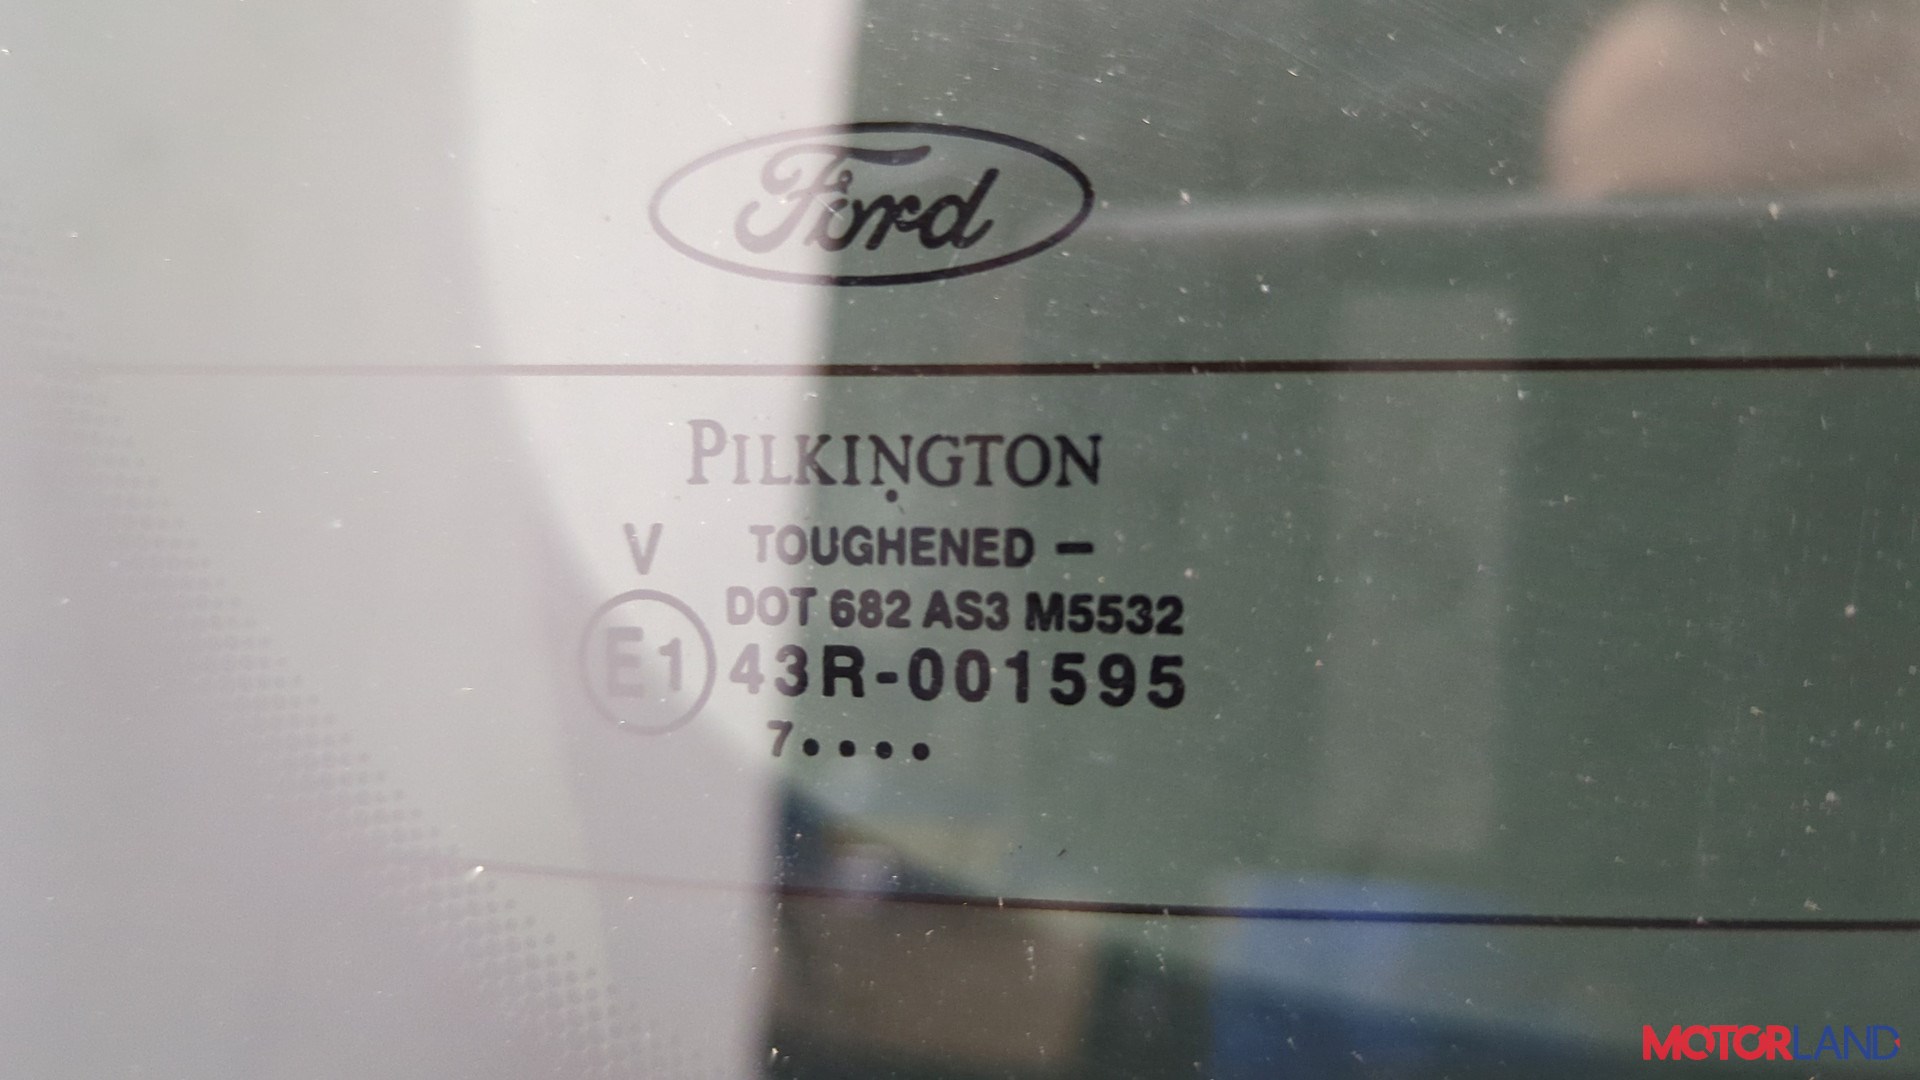 Ford
PILKINGTON
V TOUGHENED –
DOT 682 AS3 M5532
E1 43R-001595
7••••
MOTORLAND